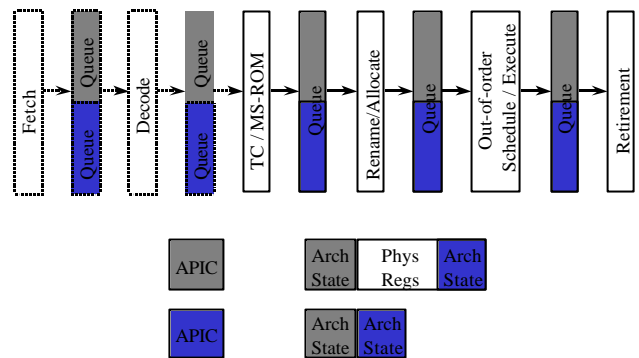 Fetch
Queue
Queue
Decode
Queue
Queue
TC / MS-ROM
Queue
Rename/Allocate
Queue
Out-of-order
Schedule / Execute
Queue
Retirement
APIC
Arch
State
Phys
Regs
Arch
State
APIC
Arch
State
Arch
State